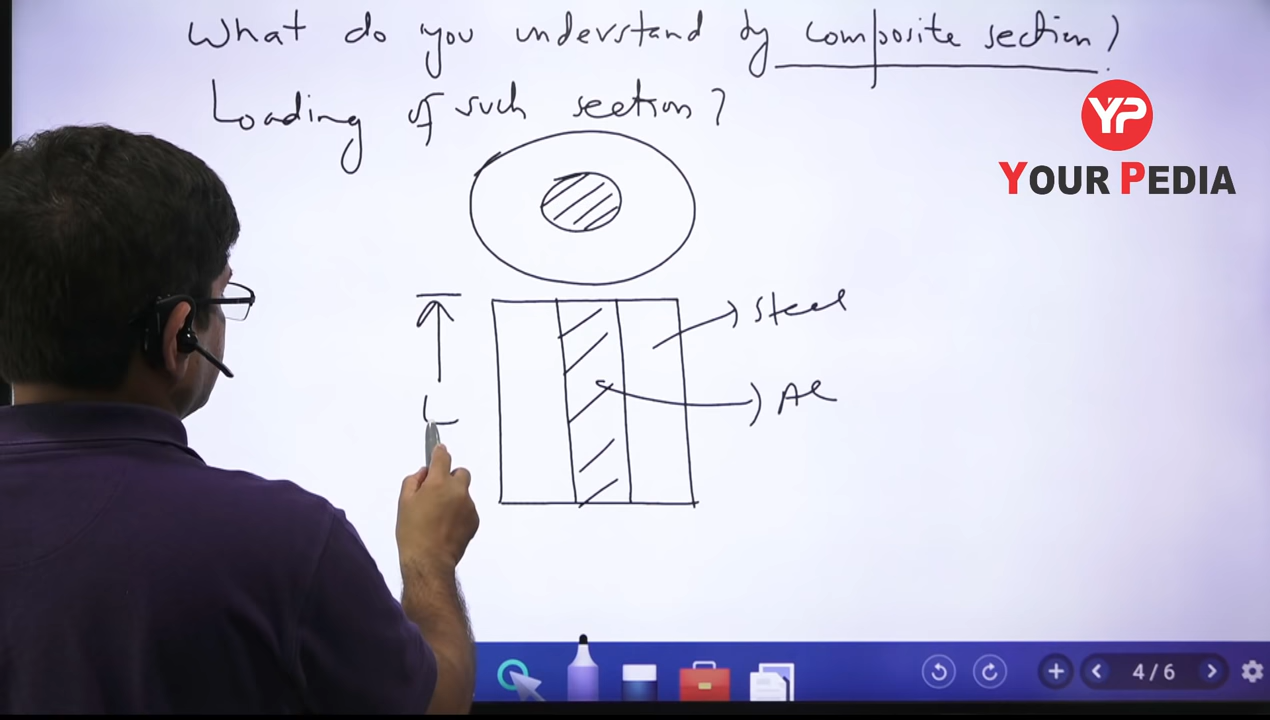 What do you understand by composite section?
Loading of such section?
YP
YOUR PEDIA
Steel
L
Al
4 / 6